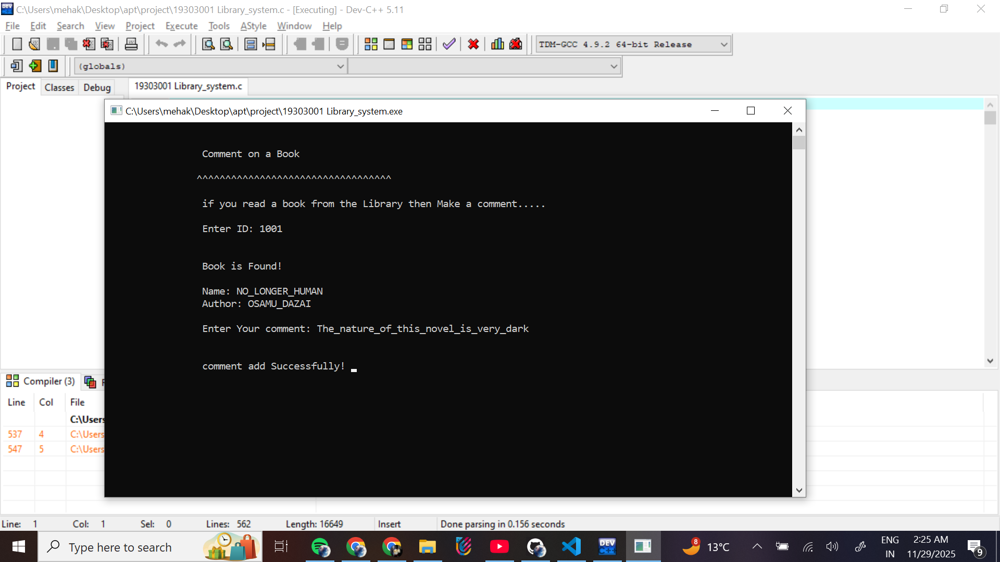 C:\Users\mehak\Desktop\apt\project\19303001 Library_system.c - [Executing] - Dev-C++ 5.11
File Edit Search View Project Execute Tools AStyle Window Help
TDM-GCC 4.9.2 64-bit Release
(globals)
Project Classes Debug 19303001 Library_system.c
C:\Users\mehak\Desktop\apt\project\19303001 Library_system.exe
Comment on a Book
^^^^^^^^^^^^^^^^^^^^^^^^^^^^^^^^^^
if you read a book from the Library then Make a comment.....
Enter ID: 1001
Book is Found!
Name: NO_LONGER_HUMAN
Author: OSAMU_DAZAI
Enter Your comment: The_nature_of_this_novel_is_very_dark
comment add Successfully!
Compiler (3)
Line Col File
C:\Users
537 4 C:\Users
547 5 C:\Users
Line: 1 Col: 1 Sel: 0 Lines: 562 Length: 16649 Insert Done parsing in 0.156 seconds
Type here to search
DEV C++
8
13°C
ENG
IN
2:25 AM
11/29/2025
9